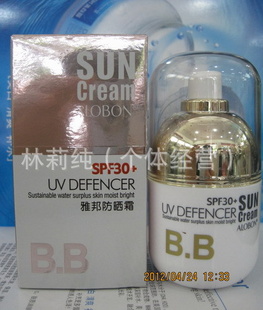 SUN
Cream
ALOBON
SPF30+
UV DEFENCER
Sustainable water surplus skin moist bright
雅邦防晒霜
B.B
SPF30+
UV DEFENCER
Sustainable water surplus skin moist bright
SUN
Cream
ALOBON
B.B
林莉纯(个体经营)
2012/04/24 12:33